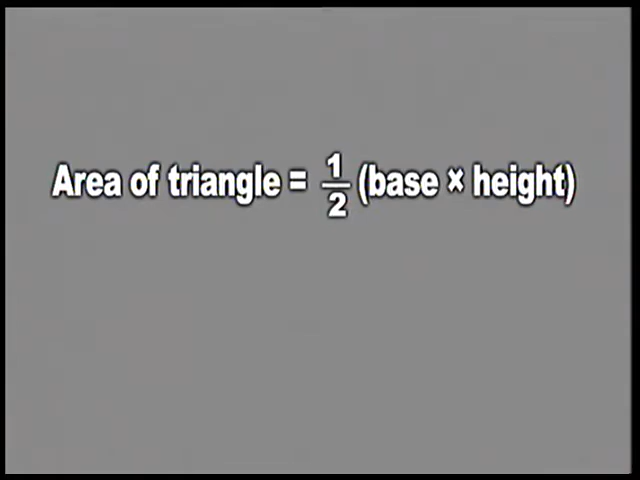 Area of triangle = 1/2 (base × height)